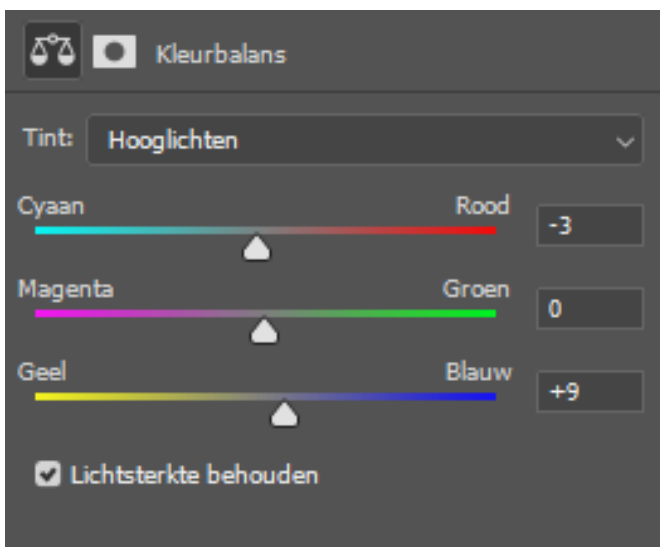 Kleurbalans
Tint: Hooglichten
Cyaan Rood -3
Magenta Groen 0
Geel Blauw +9
Lichtsterkte behouden